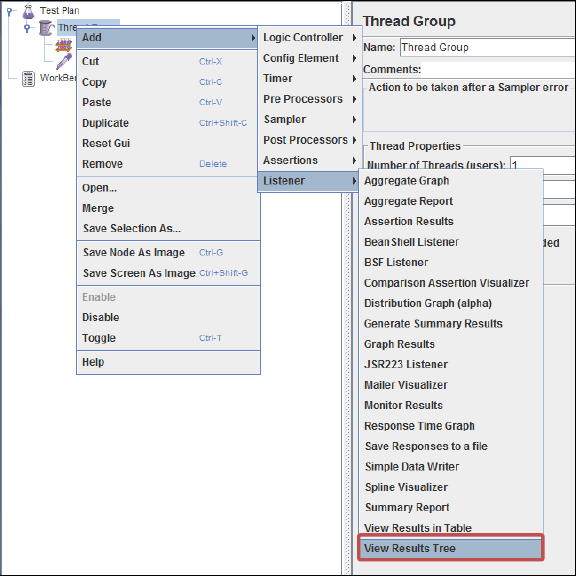 Test Plan
Thread
WorkBen
Add
Cut Ctrl-X
Copy Ctrl-C
Paste Ctrl-V
Duplicate Ctrl+Shift-C
Reset Gui
Remove Delete
Open...
Merge
Save Selection As...
Save Node As Image Ctrl-G
Save Screen As Image Ctrl+Shift-G
Enable
Disable
Toggle Ctrl-T
Help
Logic Controller
Config Element
Timer
Pre Processors
Sampler
Post Processors
Assertions
Listener
Thread Group
Name: Thread Group
Comments:
Action to be taken after a Sampler error
Thread Properties
Number of Threads (users): 1
ded
Aggregate Graph
Aggregate Report
Assertion Results
BeanShell Listener
BSF Listener
Comparison Assertion Visualizer
Distribution Graph (alpha)
Generate Summary Results
Graph Results
JSR223 Listener
Mailer Visualizer
Monitor Results
Response Time Graph
Save Responses to a file
Simple Data Writer
Spline Visualizer
Summary Report
View Results in Table
View Results Tree